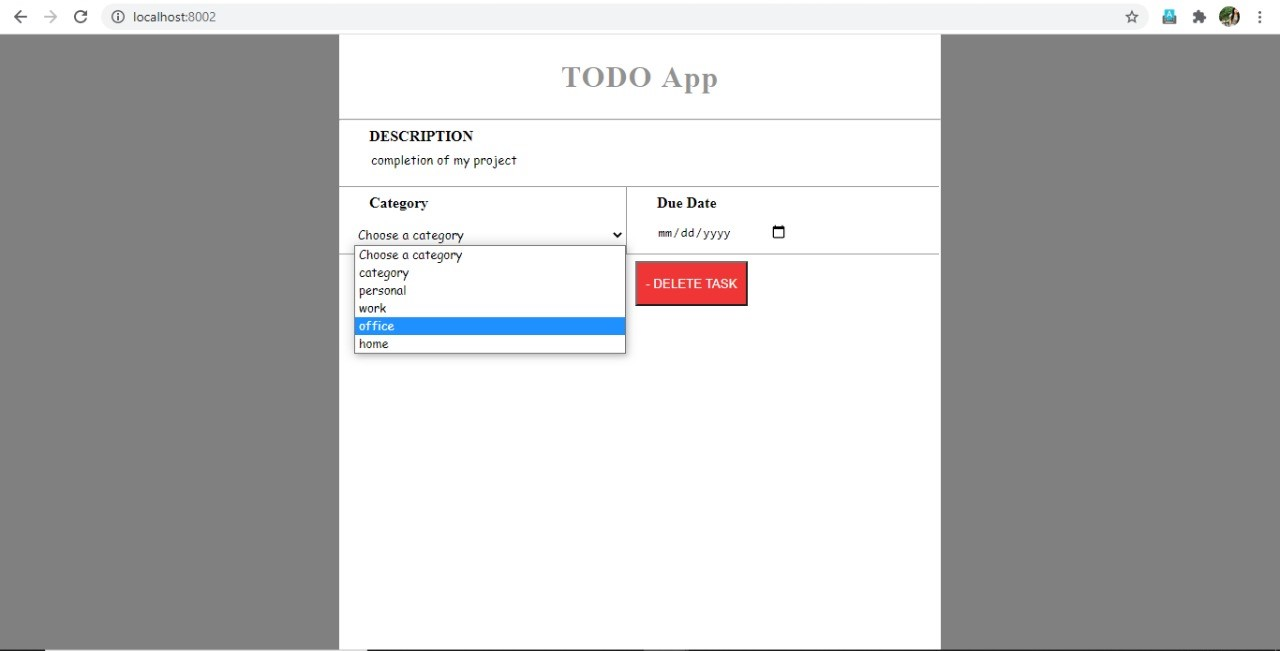 localhost:8002
TODO App
DESCRIPTION
completion of my project
Category
Due Date
Choose a category
mm/dd/yyyy
Choose a category
category
personal
work
office
home
- DELETE TASK